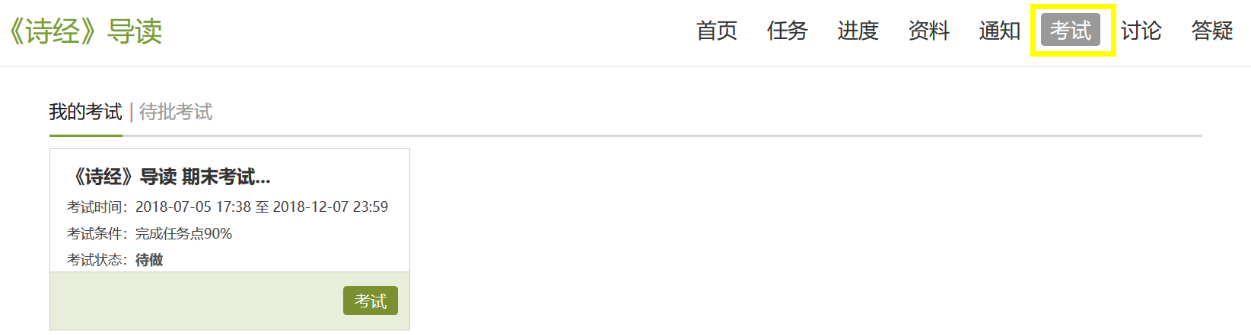 《诗经》导读
首页 任务 进度 资料 通知 考试 讨论 答疑
我的考试 | 待批考试
《诗经》导读 期末考试...
考试时间：2018-07-05 17:38 至 2018-12-07 23:59
考试条件：完成任务点90%
考试状态：待做
考试